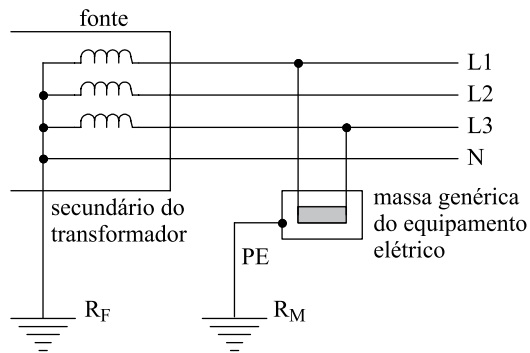 fonte
L1
L2
L3
N
secundário do
transformador
massa genérica
do equipamento
elétrico
PE
R_F
R_M